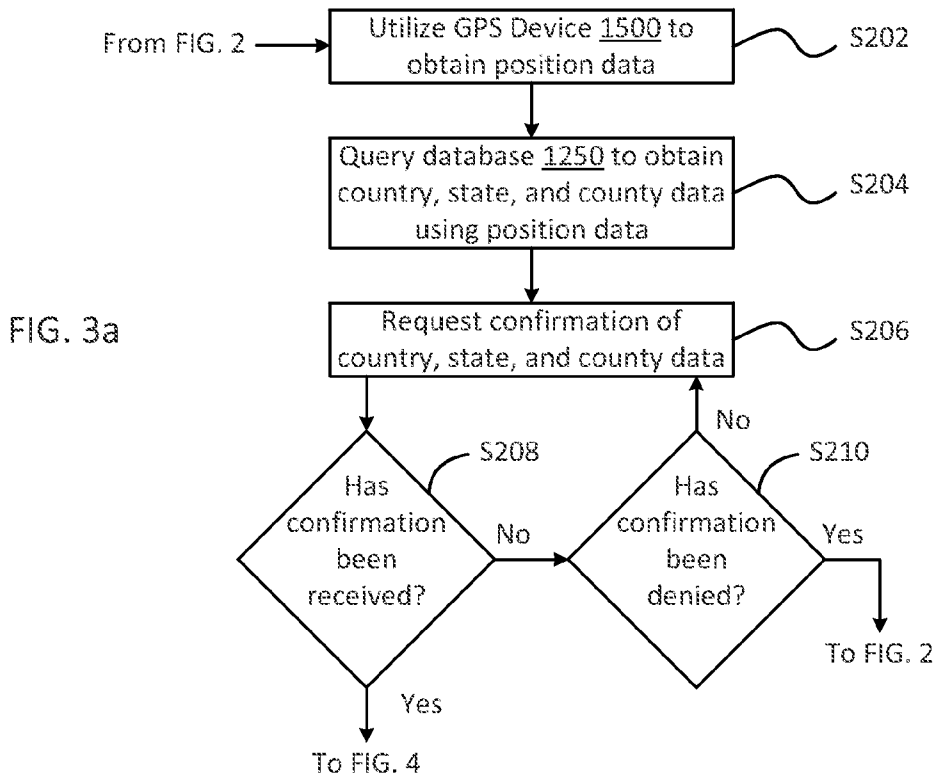 From FIG. 2
Utilize GPS Device 1500 to
obtain position data
S202
Query database 1250 to obtain
country, state, and county data
using position data
S204
FIG. 3a
Request confirmation of
country, state, and county data
S206
S208
Has
confirmation
been
received?
No
Yes
To FIG. 4
No
S210
Has
confirmation
been
denied?
Yes
To FIG. 2